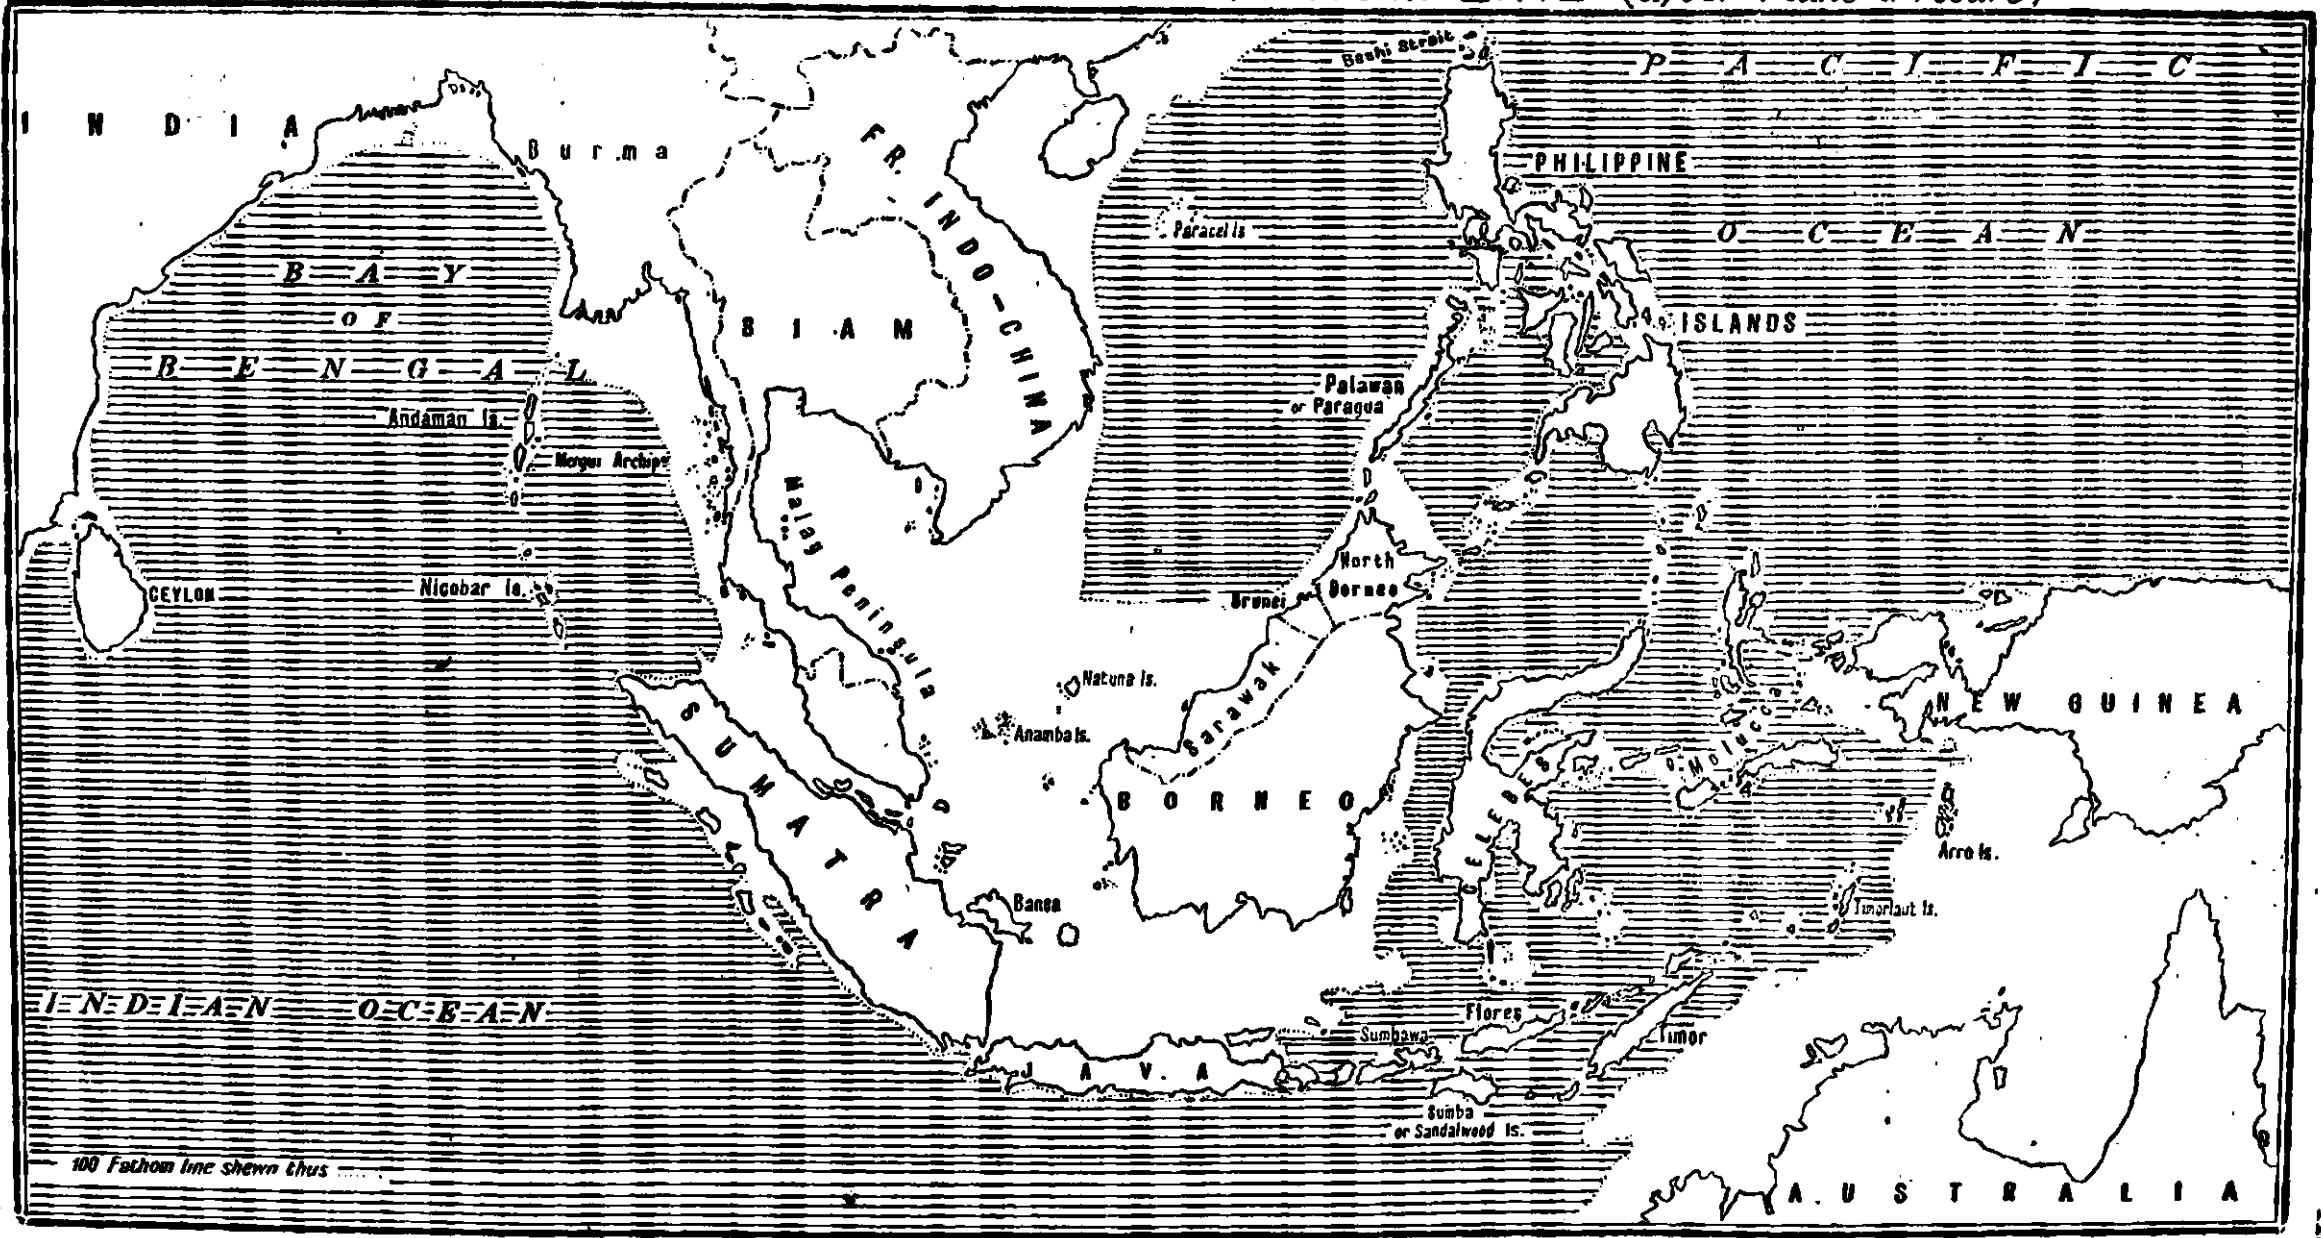 Bashi Strait
PACIFIC
INDIA
Burma
FR. INDO-CHINA
PHILIPPINE
Paracel Is
OCEAN
BAY
OF
BENGAL
SIAM
ISLANDS
Palawan
or Paragua
Andaman Is.
Mergui Archip.
Malay Peninsula
North
Borneo
Brunei
Nicobar Is.
CEYLON
Natuna Is.
Sarawak
NEW GUINEA
Anamba Is.
Moluccas
SUMATRA
BORNEO
CELEBES
Arro Is.
Banca
Timorlaut Is.
INDIAN OCEAN
Flores
Sumbawa
Timor
JAVA
Sumba
or Sandalwood Is.
100 Fathom line shewn thus
AUSTRALIA